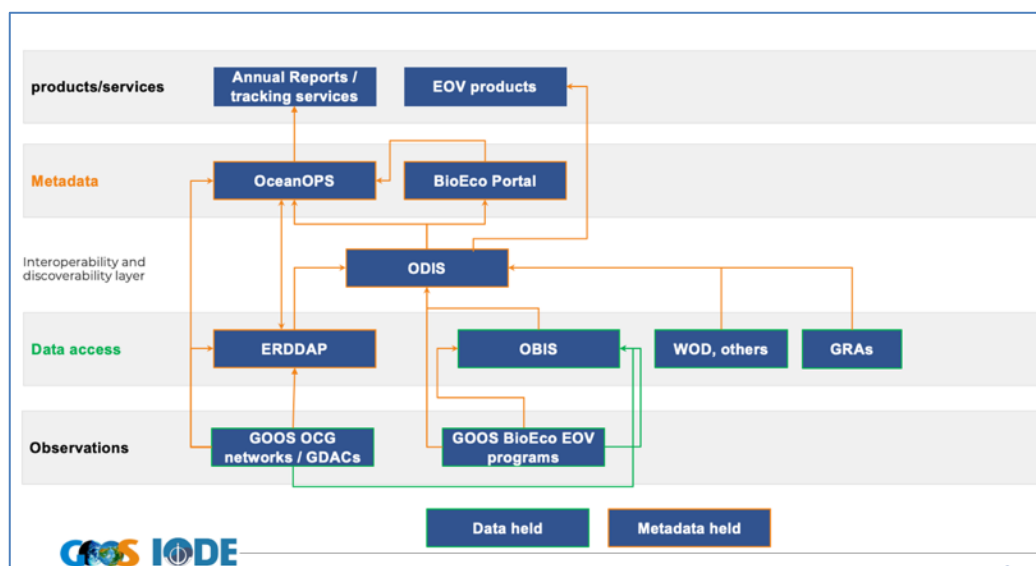 products/services
Annual Reports /
tracking services
EOV products
Metadata
OceanOPS
BioEco Portal
Interoperability and
discoverability layer
ODIS
Data access
ERDDAP
OBIS
WOD, others
GRAs
Observations
GOOS OCG
networks / GDACs
GOOS BioEco EOV
programs
Data held
Metadata held
GOOS IODE